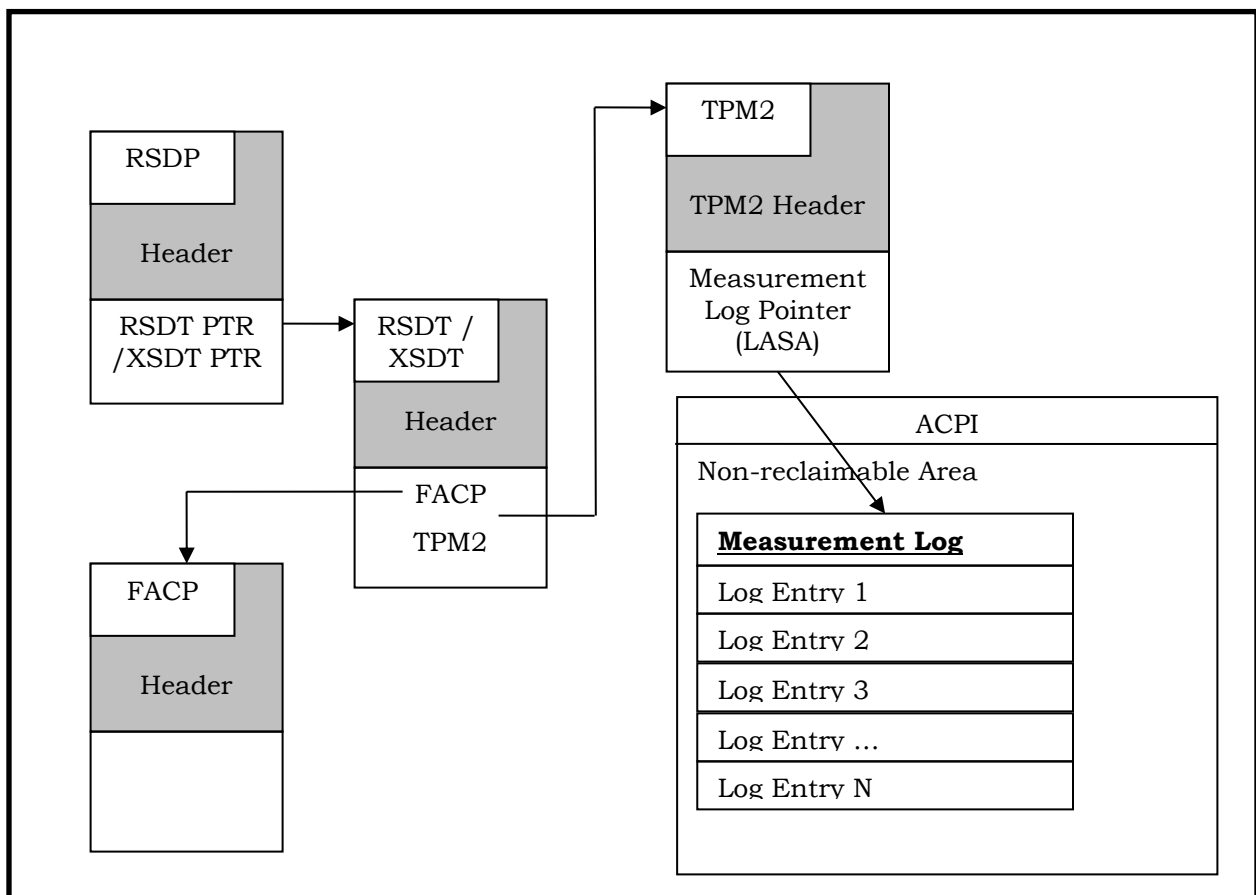 RSDP
Header
RSDT PTR
/XSDT PTR
RSDT /
XSDT
Header
FACP
TPM2
FACP
Header
TPM2
TPM2 Header
Measurement
Log Pointer
(LASA)
ACPI
Non-reclaimable Area
Measurement Log
Log Entry 1
Log Entry 2
Log Entry 3
Log Entry …
Log Entry N